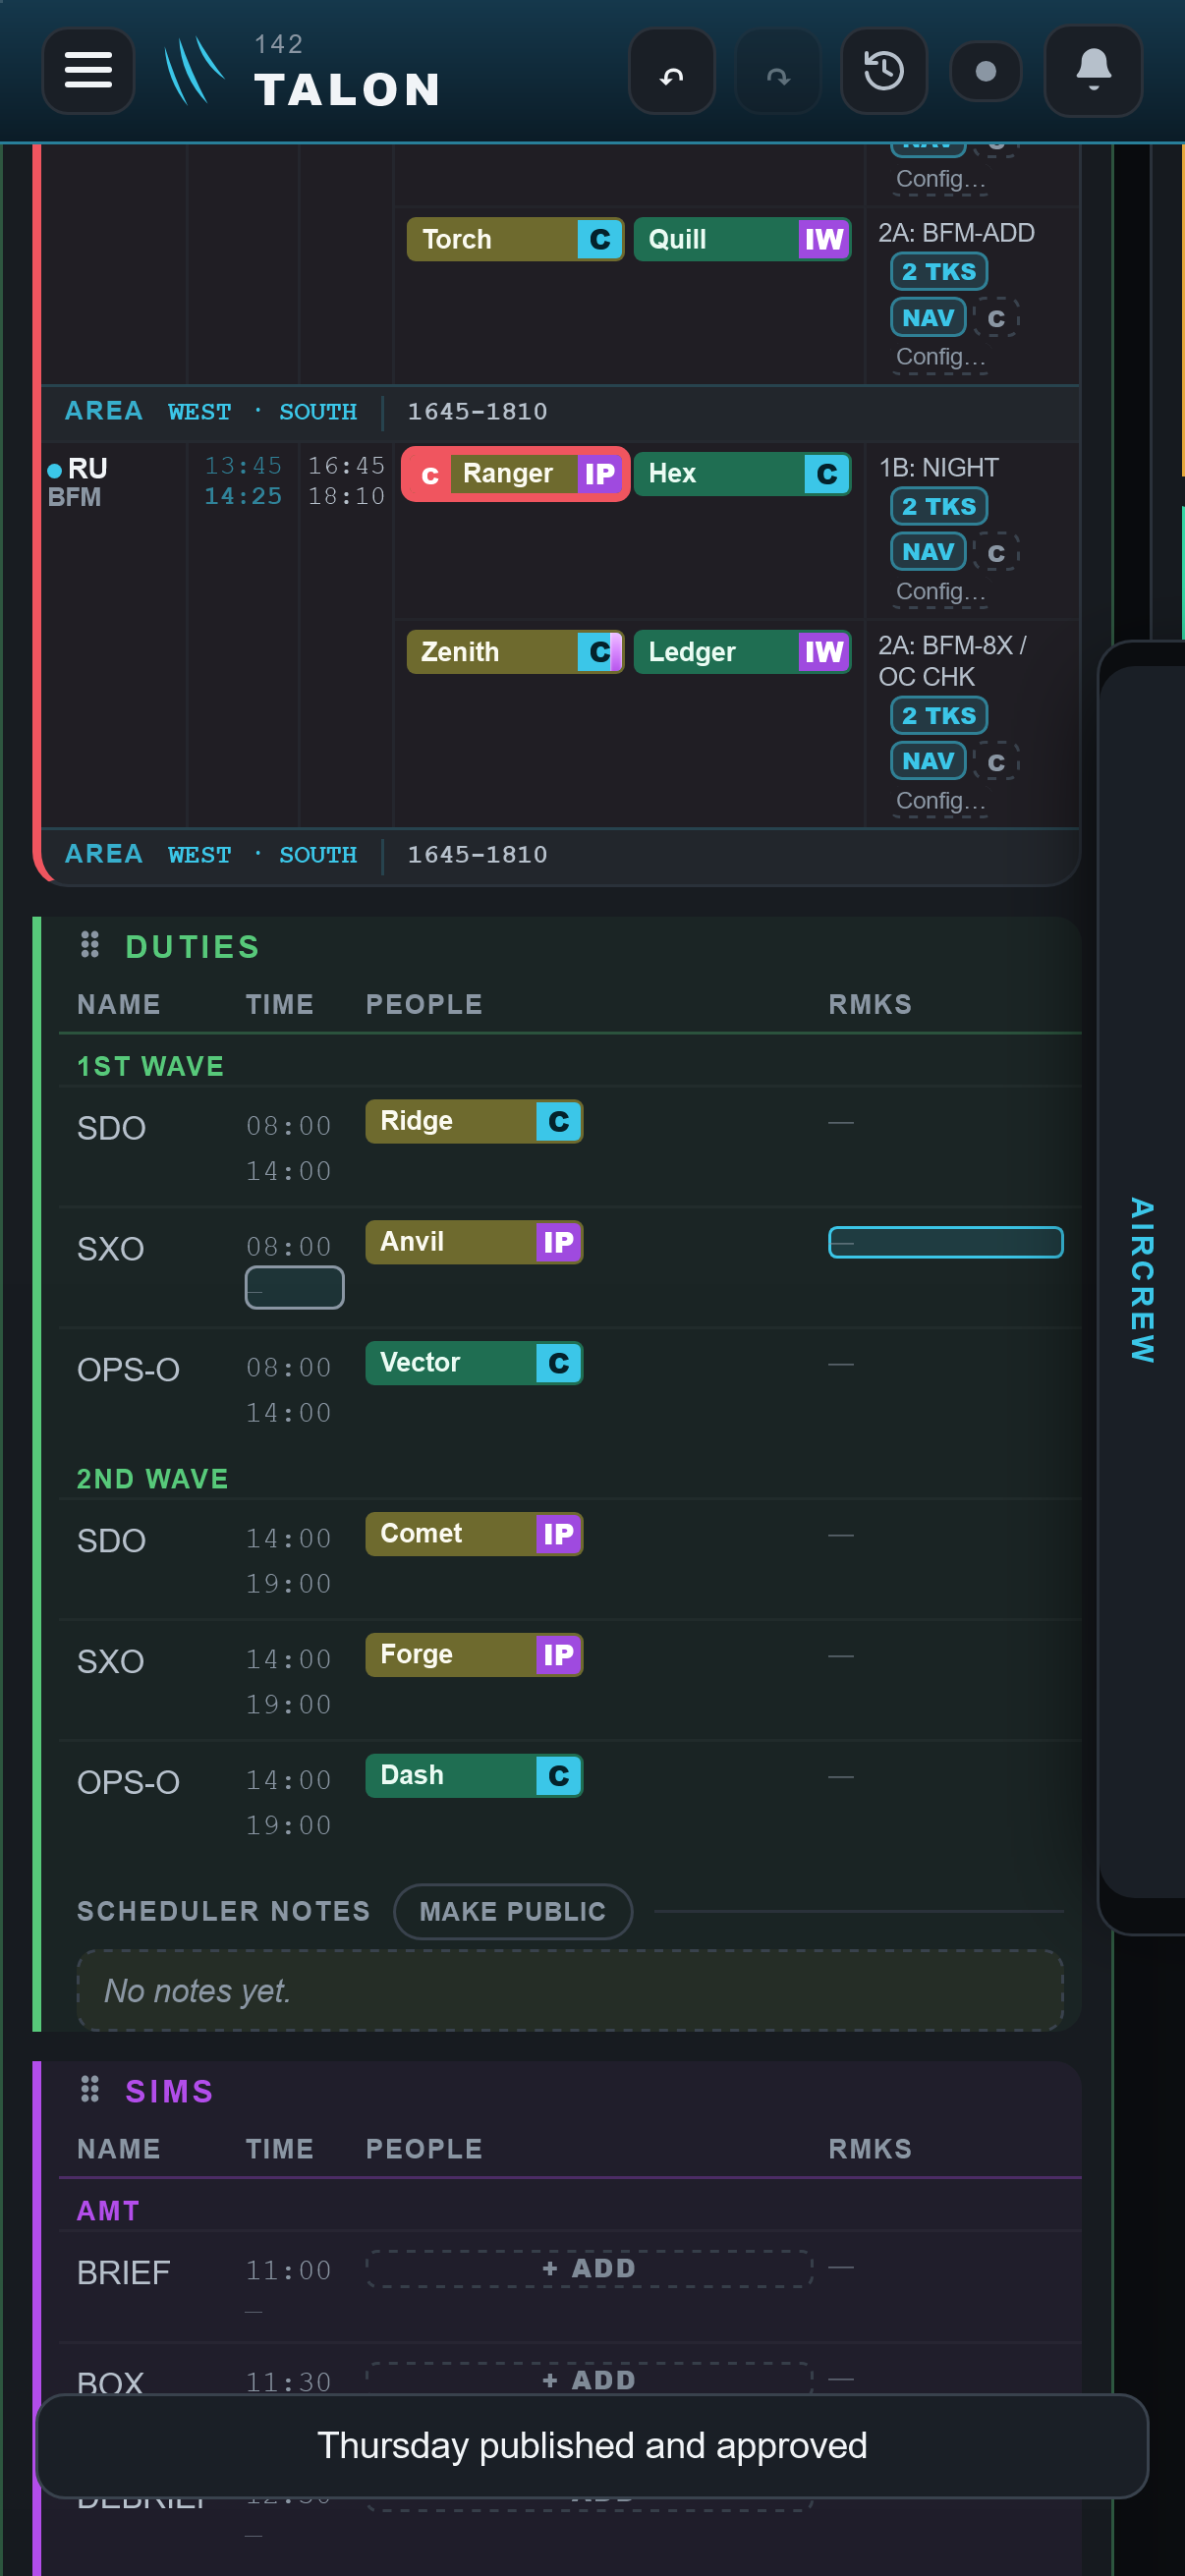 142
TALON
NAV C
Config...
Torch C Quill IW 2A: BFM-ADD
2 TKS
NAV C
Config...
AREA WEST · SOUTH 1645-1810
RU 13:45 16:45 c Ranger IP Hex C 1B: NIGHT
BFM 14:25 18:10
2 TKS
NAV C
Config...
Zenith C Ledger IW 2A: BFM-8X /
OC CHK
2 TKS
NAV C
Config...
AREA WEST · SOUTH 1645-1810
DUTIES
NAME TIME PEOPLE RMKS
1ST WAVE
SDO 08:00 Ridge C —
14:00
SXO 08:00 Anvil IP —
—
OPS-O 08:00 Vector C —
14:00
2ND WAVE
SDO 14:00 Comet IP —
19:00
SXO 14:00 Forge IP —
19:00
OPS-O 14:00 Dash C —
19:00
SCHEDULER NOTES MAKE PUBLIC
No notes yet.
SIMS
NAME TIME PEOPLE RMKS
AMT
BRIEF 11:00 + ADD —
—
BOX 11:30 + ADD —
Thursday published and approved
—
AIRCREW